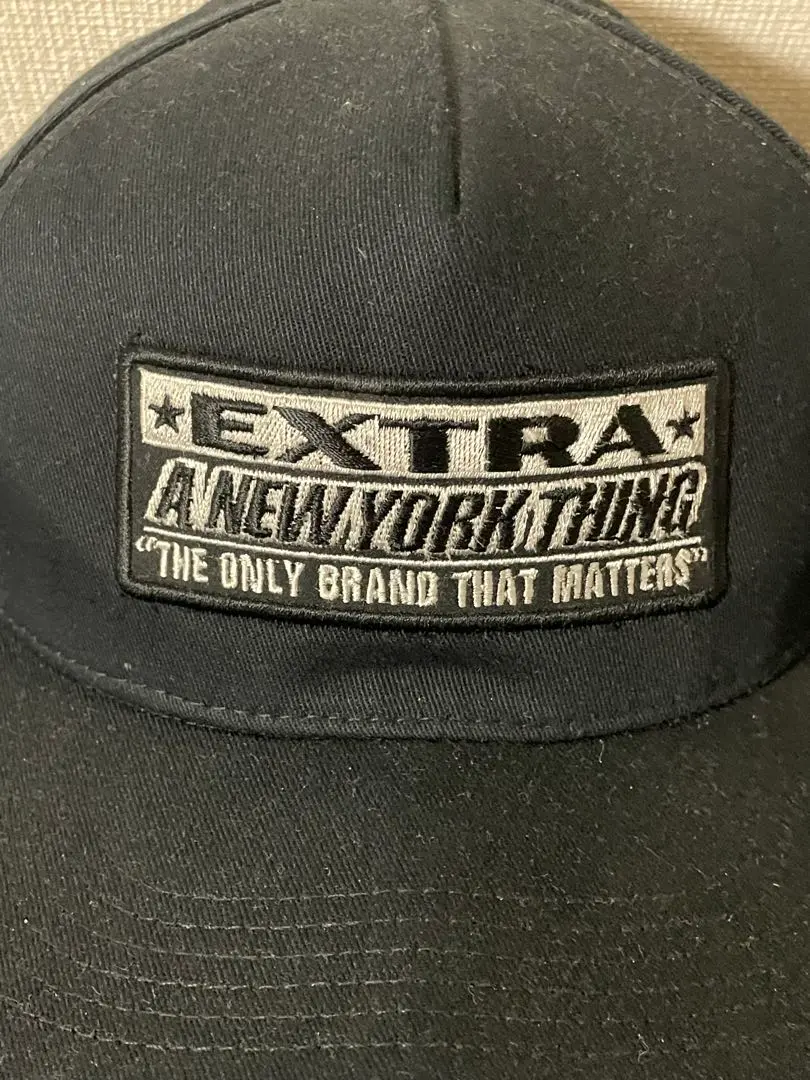 ★EXTRA★
A NEW YORK THING
"THE ONLY BRAND THAT MATTERS"